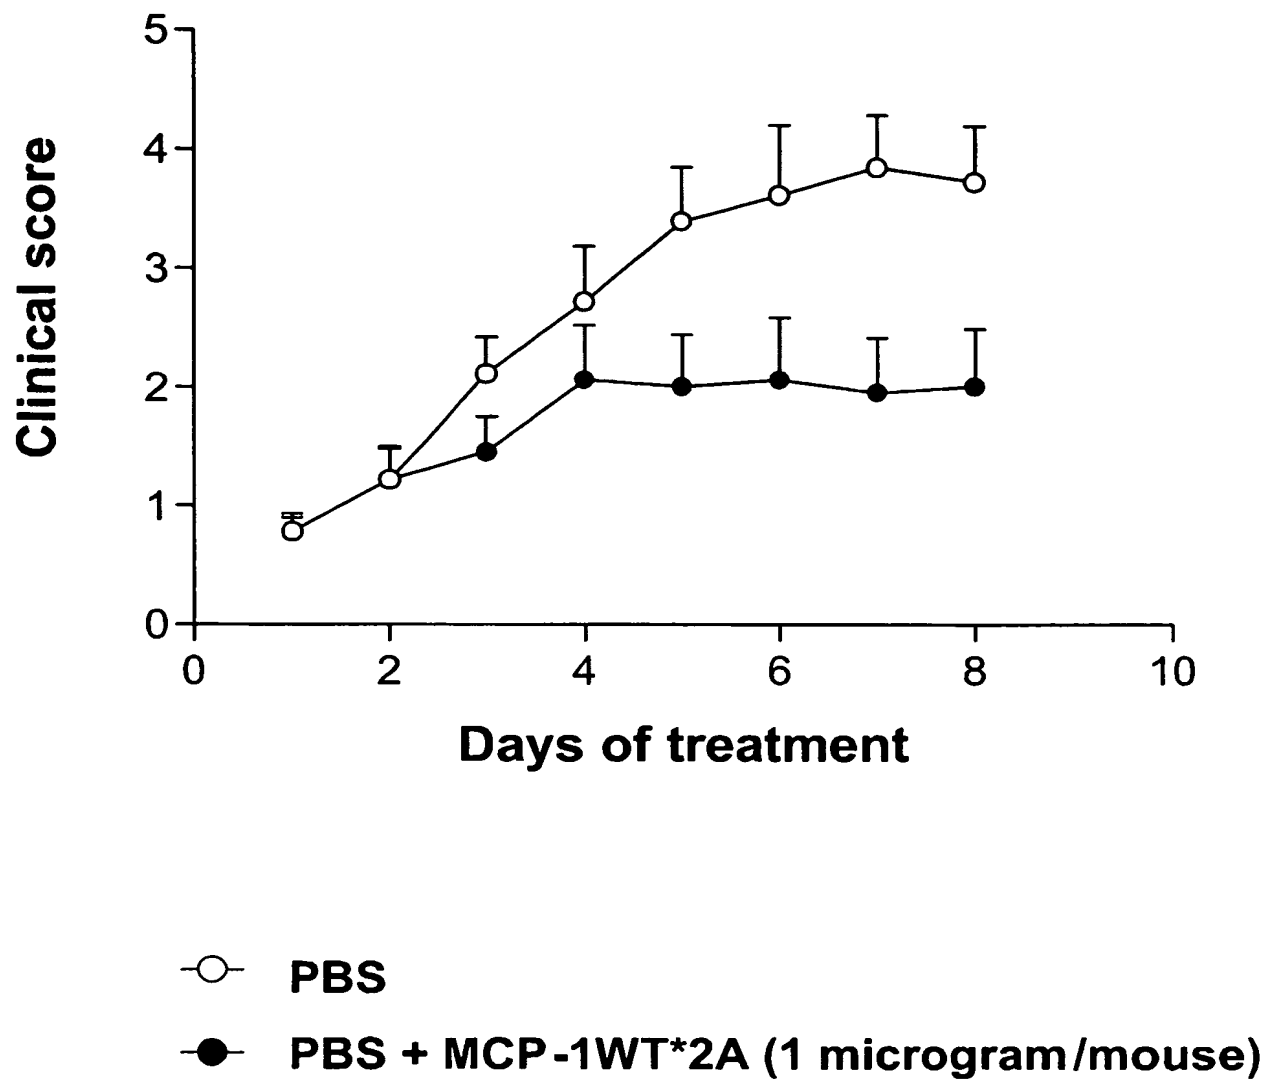 5
4
3
2
1
0
Clinical score
0 2 4 6 8 10
Days of treatment
PBS
PBS + MCP-1WT*2A (1 microgram/mouse)